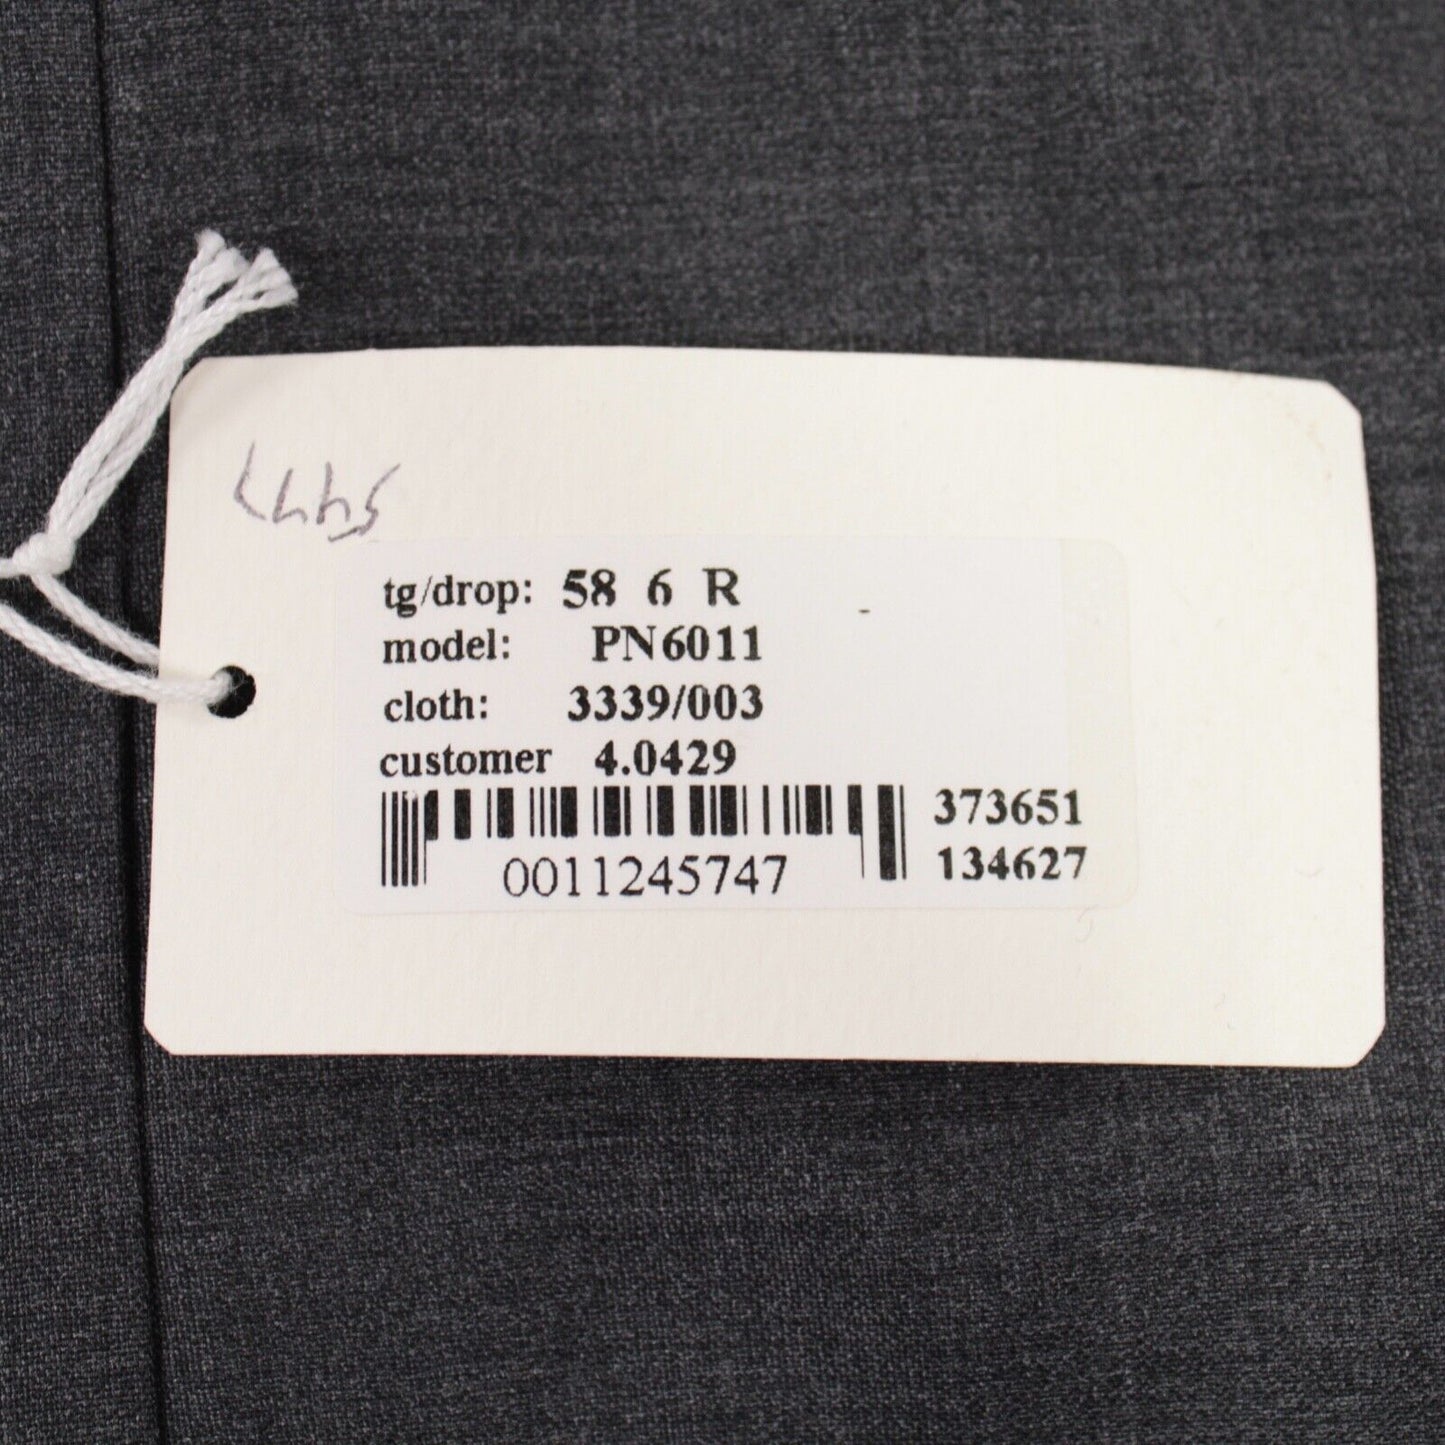 tg/drop: 58 6 R
model: PN6011
cloth: 3339/003
customer 4.0429
373651
0011245747
134627